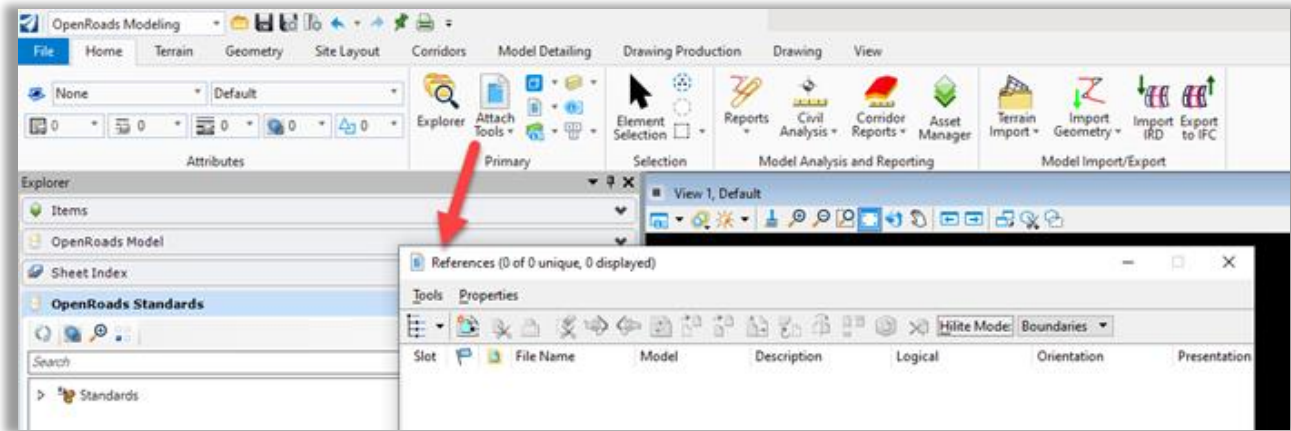 OpenRoads Modeling
File Home Terrain Geometry Site Layout Corridors Model Detailing Drawing Production Drawing View
None Default
0 0 0 0 0
Attributes
Explorer Attach Tools
Primary
Element Selection
Selection
Reports Civil Analysis Corridor Reports Asset Manager
Model Analysis and Reporting
Terrain Import Import Geometry Import IRD Export to IFC
Model Import/Export
Explorer
Items
OpenRoads Model
Sheet Index
OpenRoads Standards
Search
Standards
View 1, Default
References (0 of 0 unique, 0 displayed)
Tools Properties
Hilite Mode: Boundaries
Slot File Name Model Description Logical Orientation Presentation